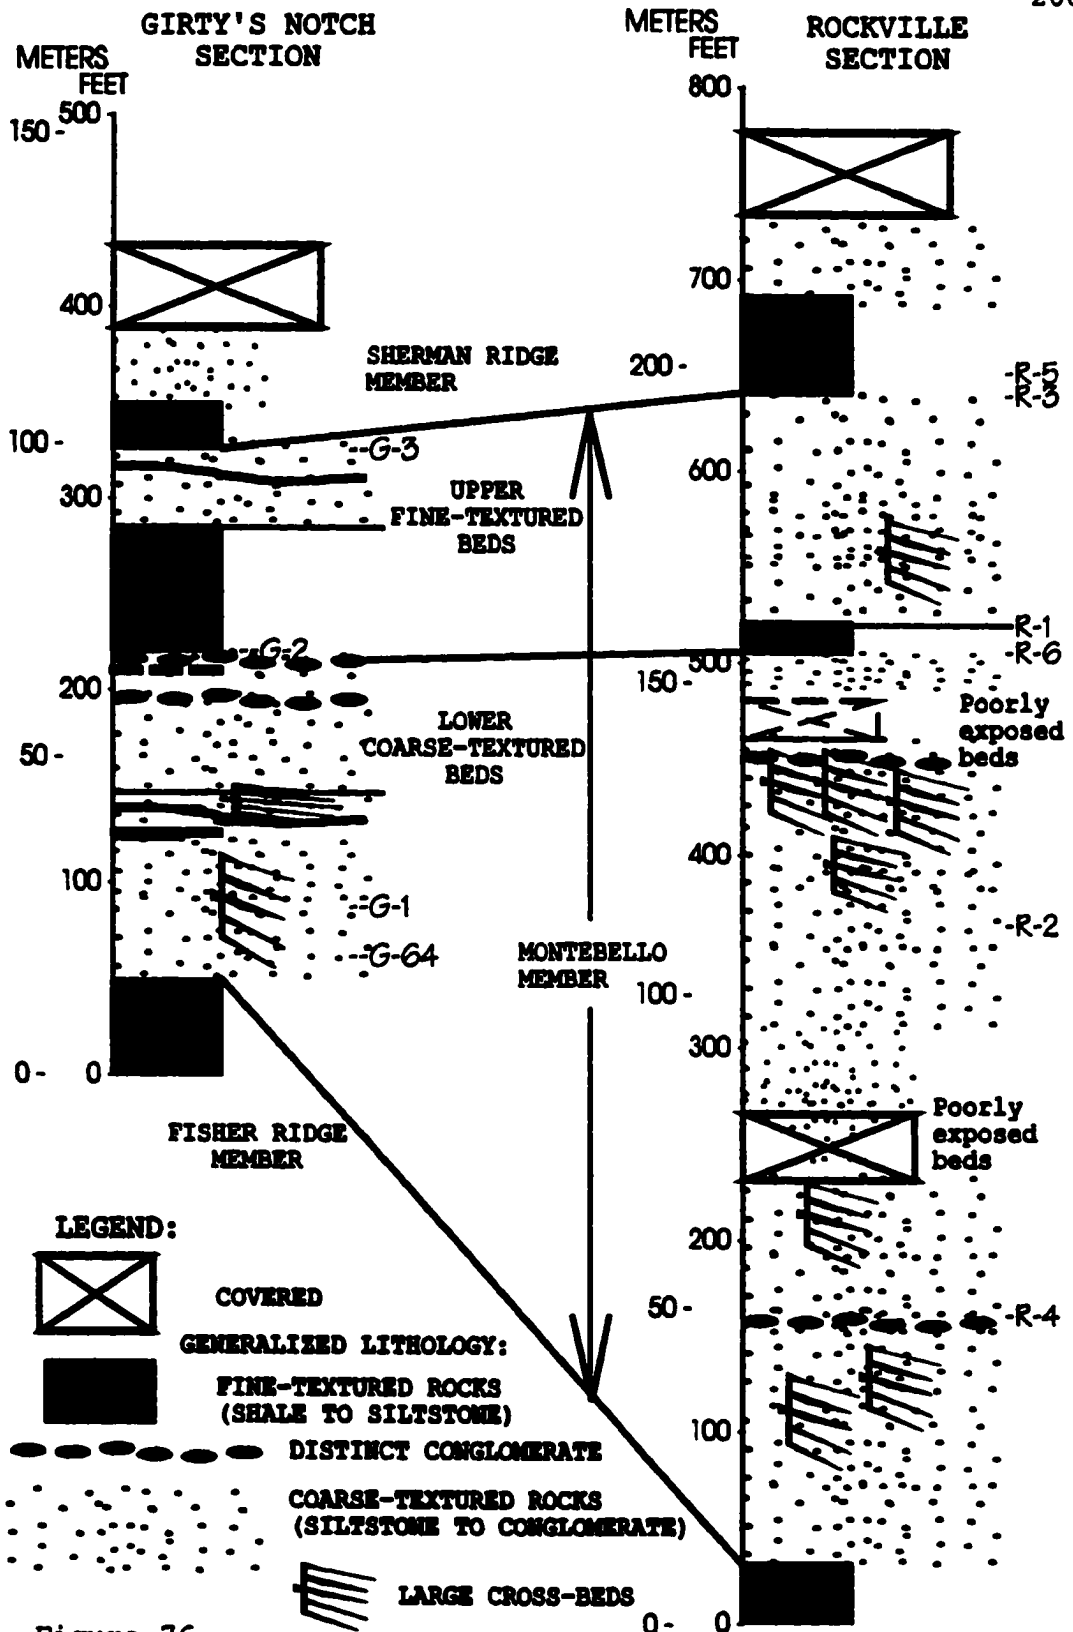 GIRTY'S NOTCH
SECTION
METERS
FEET
500
150-
400
100-
300
200
50-
100
0-
0
--G-3
--G-2
--G-1
--G-64
METERS
FEET
ROCKVILLE
SECTION
800
700
200-
600
500
150-
400
100-
300
200
50-
100
0-
0
-R-5
-R-3
-R-1
-R-6
Poorly
exposed
beds
-R-2
Poorly
exposed
beds
-R-4
SHERMAN RIDGE
MEMBER
UPPER
FINE-TEXTURED
BEDS
LOWER
COARSE-TEXTURED
BEDS
MONTEBELLO
MEMBER
FISHER RIDGE
MEMBER
LEGEND:
COVERED
GENERALIZED LITHOLOGY:
FINE-TEXTURED ROCKS
(SHALE TO SILTSTONE)
DISTINCT CONGLOMERATE
COARSE-TEXTURED ROCKS
(SILTSTONE TO CONGLOMERATE)
LARGE CROSS-BEDS